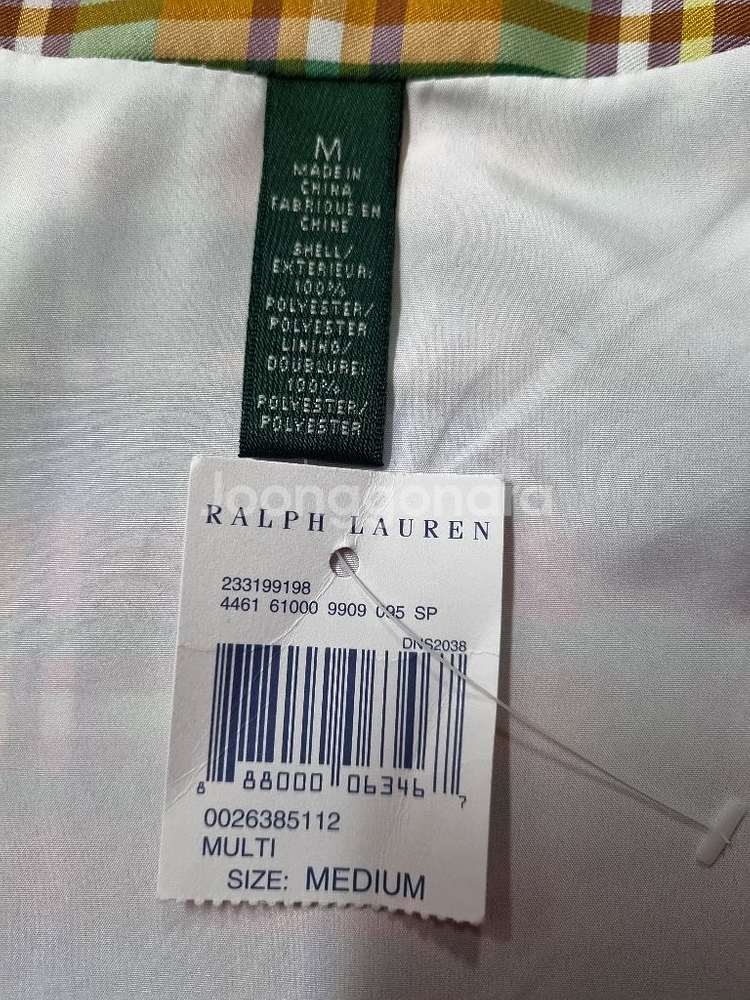 M
MADE IN
CHINA
FABRIQUE EN
CHINE
SHELL/
EXTERIEUR:
100%
POLYESTER/
POLYESTER
LINING/
DOUBLURE:
100%
POLYESTER/
POLYESTER
joonggonara
RALPH LAUREN
233199198
4461 61000 9909 095 SP
DNS2038
8 88000 06346 7
0026385112
MULTI
SIZE: MEDIUM